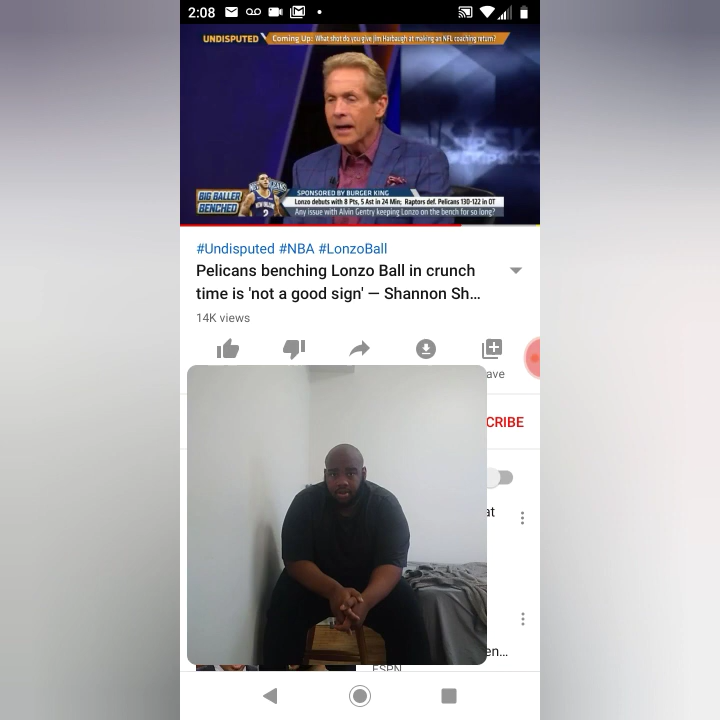 2:08
UNDISPUTED Coming Up: What shot do you give Jim Harbaugh at making an NFL coaching return?
BIG BALLER
BENCHED
SPONSORED BY BURGER KING
Lonzo debuts with 8 Pts, 5 Ast in 24 Min; Raptors def. Pelicans 130-122 in OT
Any issue with Alvin Gentry keeping Lonzo on the bench for so long?
#Undisputed #NBA #LonzoBall
Pelicans benching Lonzo Ball in crunch
time is 'not a good sign' — Shannon Sh...
14K views
ave
CRIBE
at
en...
ESPN